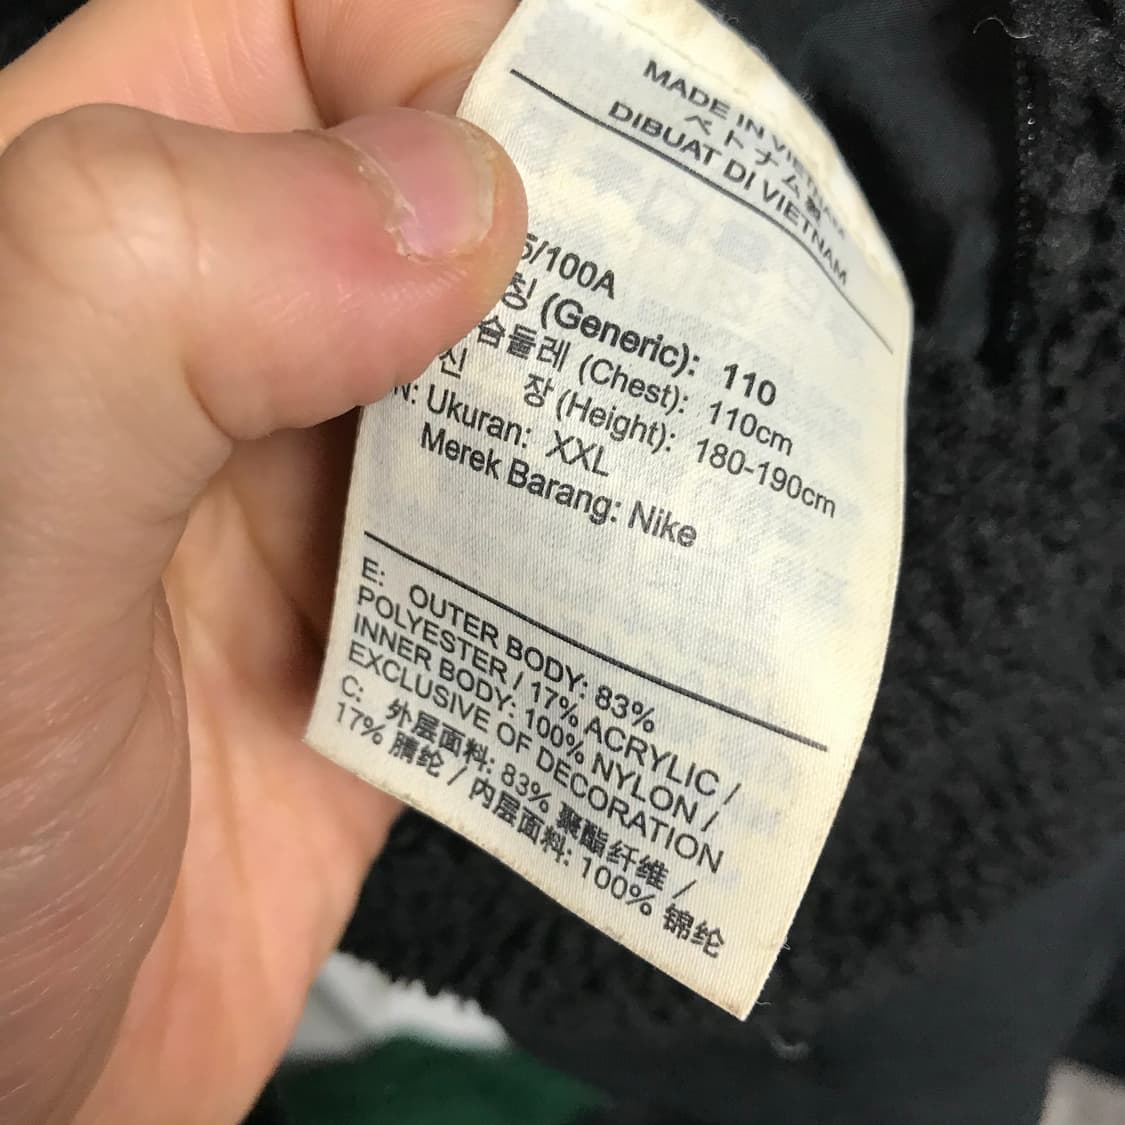 MADE IN VIETNAM
ベトナム製
DIBUAT DI VIETNAM
5/100A
칭 (Generic): 110
슴둘레 (Chest): 110cm
신 장 (Height): 180-190cm
N: Ukuran: XXL
Merek Barang: Nike
E: OUTER BODY: 83%
POLYESTER / 17% ACRYLIC /
INNER BODY: 100% NYLON /
EXCLUSIVE OF DECORATION
C: 外层面料: 83% 聚酯纤维 /
17% 腈纶 / 内层面料: 100% 锦纶